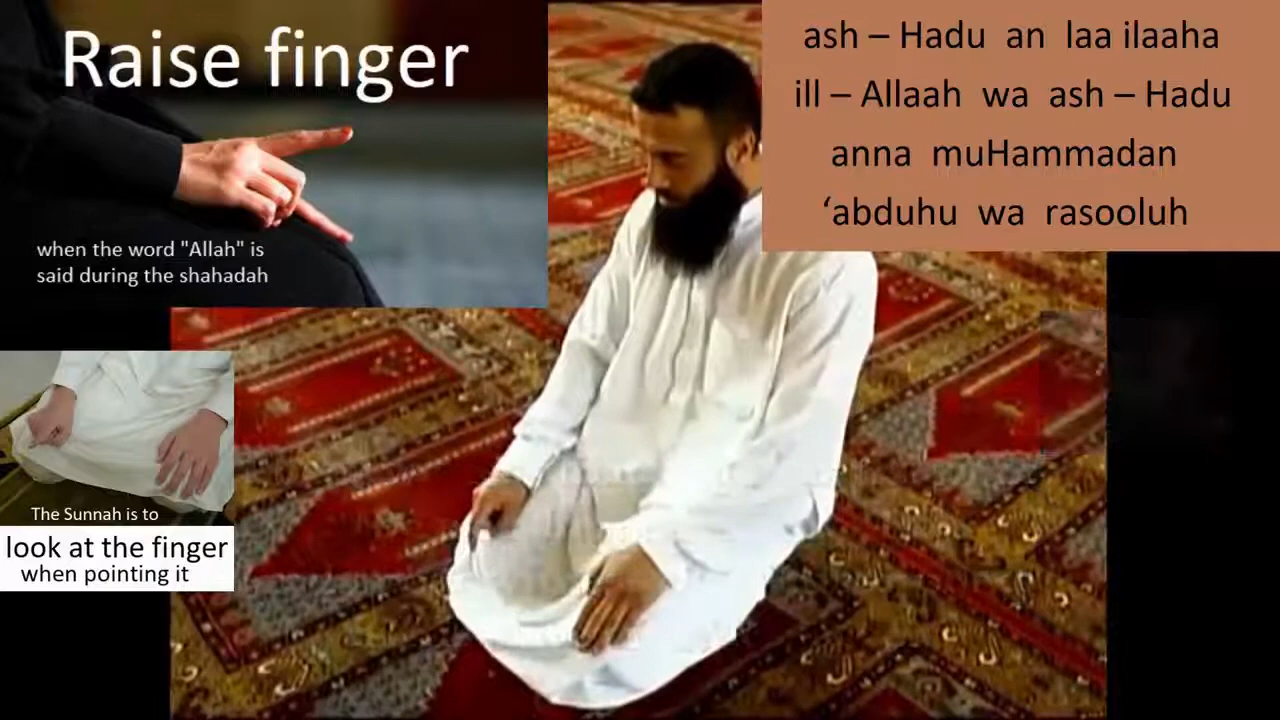 Raise finger
when the word "Allah" is
said during the shahadah
ash – Hadu an laa ilaaha
ill – Allaah wa ash – Hadu
anna muHammadan
‘abduhu wa rasooluh
The Sunnah is to
look at the finger
when pointing it